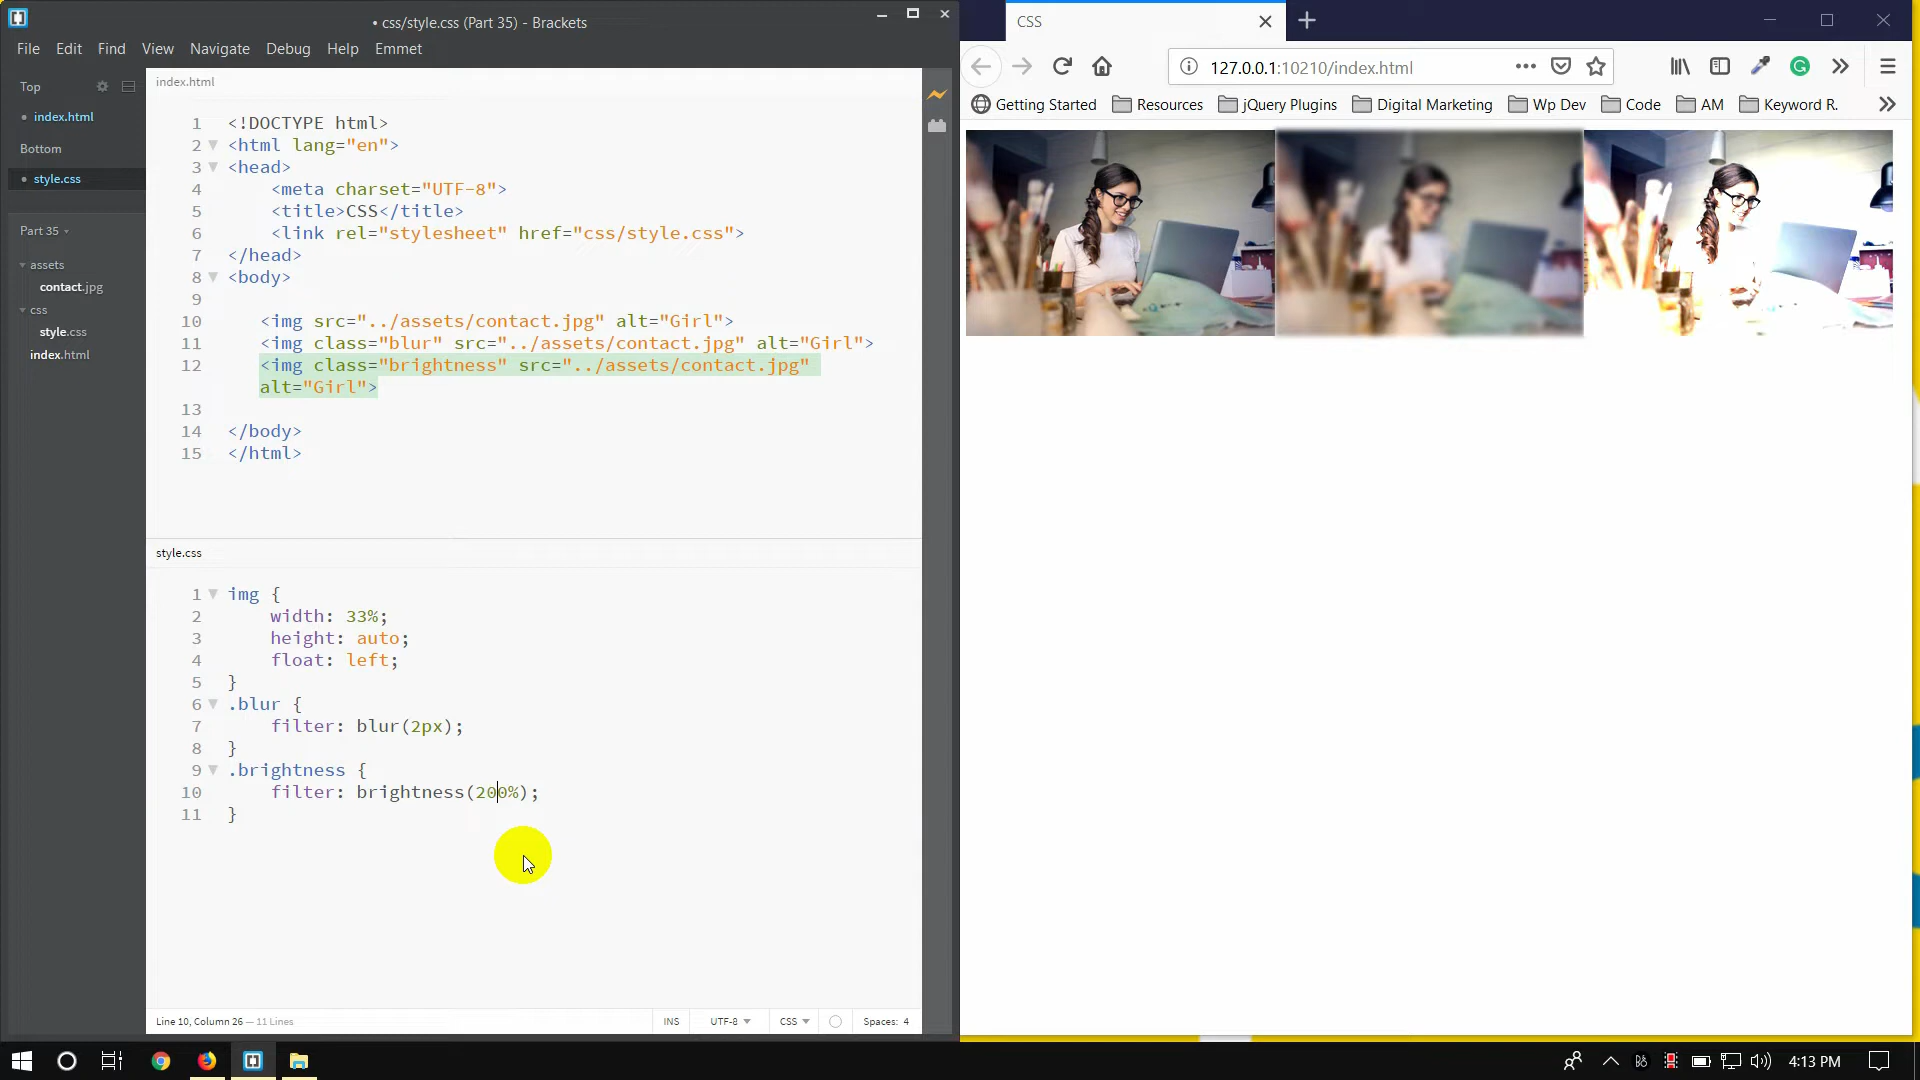 • css/style.css (Part 35) - Brackets
File Edit Find View Navigate Debug Help Emmet
Top
index.html
Bottom
style.css
Part 35
assets
contact.jpg
css
style.css
index.html
index.html
1 <!DOCTYPE html>
2 <html lang="en">
3 <head>
4 <meta charset="UTF-8">
5 <title>CSS</title>
6 <link rel="stylesheet" href="css/style.css">
7 </head>
8 <body>
9
10 <img src="../assets/contact.jpg" alt="Girl">
11 <img class="blur" src="../assets/contact.jpg" alt="Girl">
12 <img class="brightness" src="../assets/contact.jpg"
alt="Girl">
13
14 </body>
15 </html>
style.css
1 img {
2 width: 33%;
3 height: auto;
4 float: left;
5 }
6 .blur {
7 filter: blur(2px);
8 }
9 .brightness {
10 filter: brightness(200%);
11 }
Line 10, Column 26 — 11 Lines
INS UTF-8 CSS Spaces: 4
CSS
127.0.0.1:10210/index.html
Getting Started Resources jQuery Plugins Digital Marketing Wp Dev Code AM Keyword R.
4:13 PM